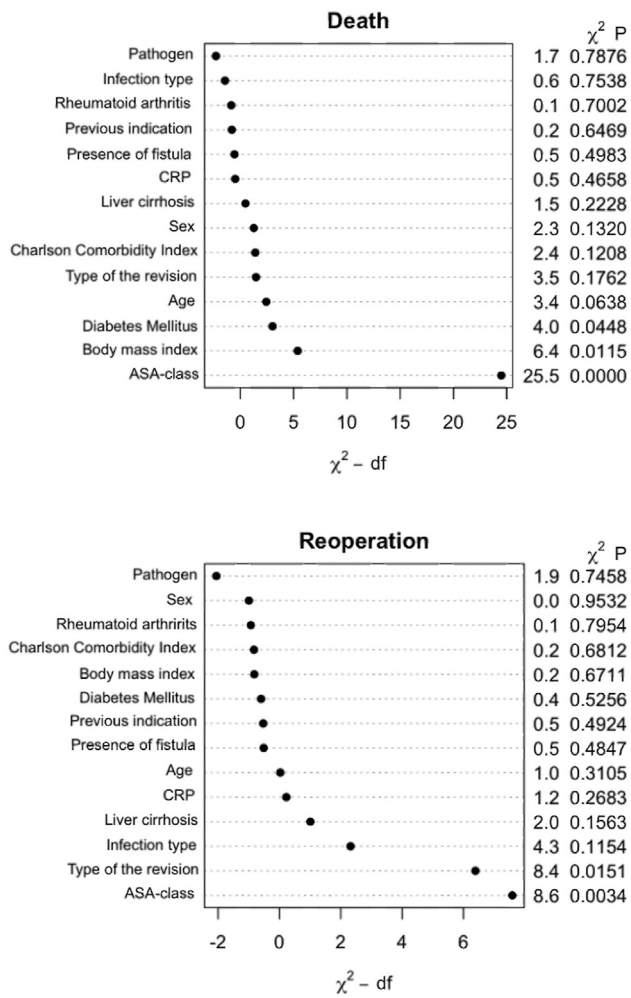 Death
χ² P
Pathogen 1.7 0.7876
Infection type 0.6 0.7538
Rheumatoid arthritis 0.1 0.7002
Previous indication 0.2 0.6469
Presence of fistula 0.5 0.4983
CRP 0.5 0.4658
Liver cirrhosis 1.5 0.2228
Sex 2.3 0.1320
Charlson Comorbidity Index 2.4 0.1208
Type of the revision 3.5 0.1762
Age 3.4 0.0638
Diabetes Mellitus 4.0 0.0448
Body mass index 6.4 0.0115
ASA-class 25.5 0.0000
0 5 10 15 20 25
χ² – df
Reoperation
χ² P
Pathogen 1.9 0.7458
Sex 0.0 0.9532
Rheumatoid arthririts 0.1 0.7954
Charlson Comorbidity Index 0.2 0.6812
Body mass index 0.2 0.6711
Diabetes Mellitus 0.4 0.5256
Previous indication 0.5 0.4924
Presence of fistula 0.5 0.4847
Age 1.0 0.3105
CRP 1.2 0.2683
Liver cirrhosis 2.0 0.1563
Infection type 4.3 0.1154
Type of the revision 8.4 0.0151
ASA-class 8.6 0.0034
-2 0 2 4 6
χ² – df